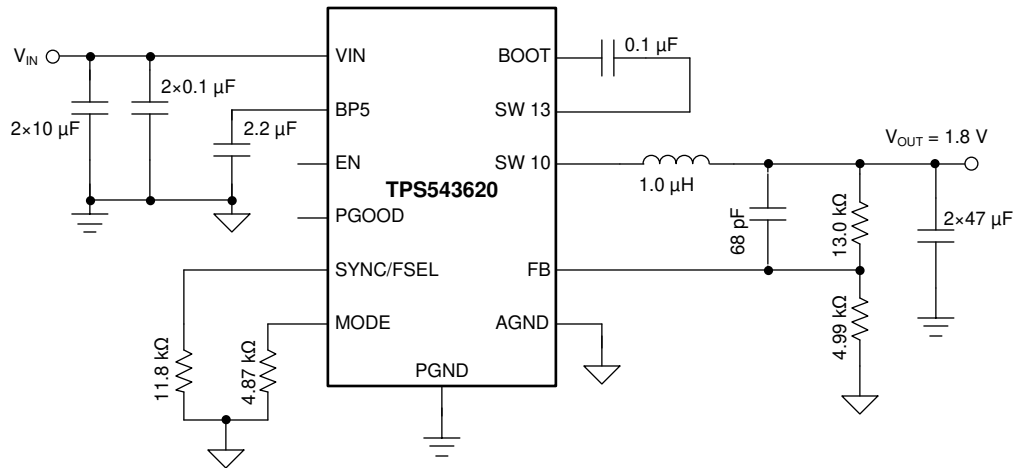 V_IN
2×10 µF
2×0.1 µF
2.2 µF
VIN
BP5
EN
PGOOD
SYNC/FSEL
MODE
PGND
TPS543620
BOOT
SW 13
SW 10
FB
AGND
0.1 µF
1.0 µH
V_OUT = 1.8 V
68 pF
13.0 kΩ
2×47 µF
4.99 kΩ
11.8 kΩ
4.87 kΩ